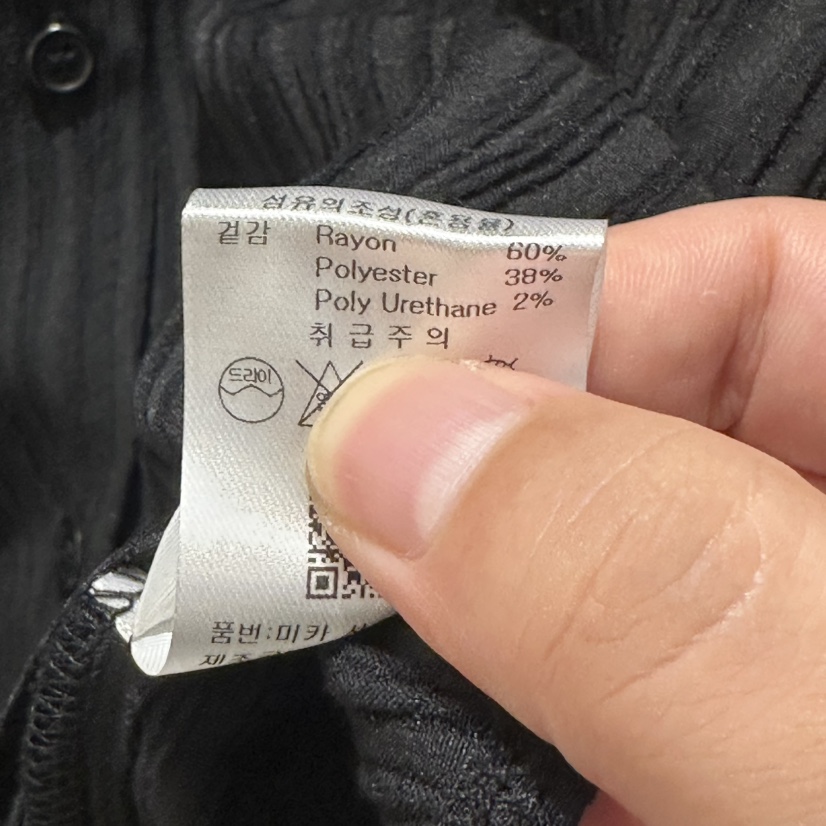 섬유의조성(혼용율)
겉감 Rayon 60%
Polyester 38%
Poly Urethane 2%
취급주의
드라이
품번:미카